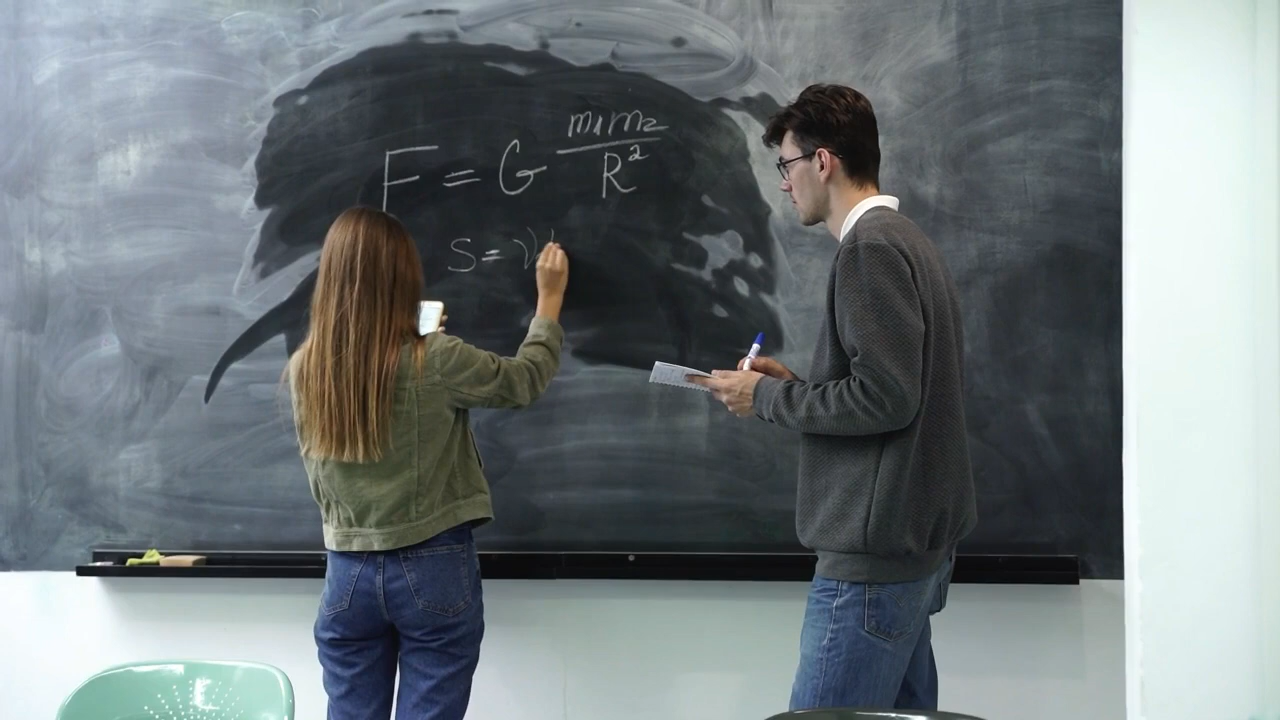 F = G m1m2/R²
S = V